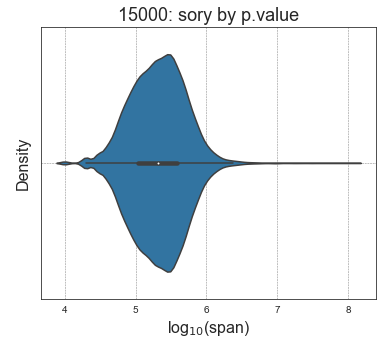 15000: sory by p.value
Density
4 5 6 7 8
log₁₀(span)